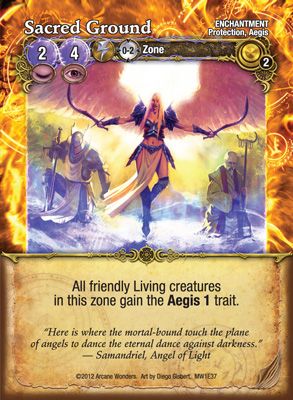 Sacred Ground
ENCHANTMENT
Protection, Aegis
2 4 0-2 Zone
2
All friendly Living creatures
in this zone gain the Aegis 1 trait.
"Here is where the mortal-bound touch the plane
of angels to dance the eternal dance against darkness."
— Samandriel, Angel of Light
©2012 Arcane Wonders. Art by Diego Gisbert. MW1E37